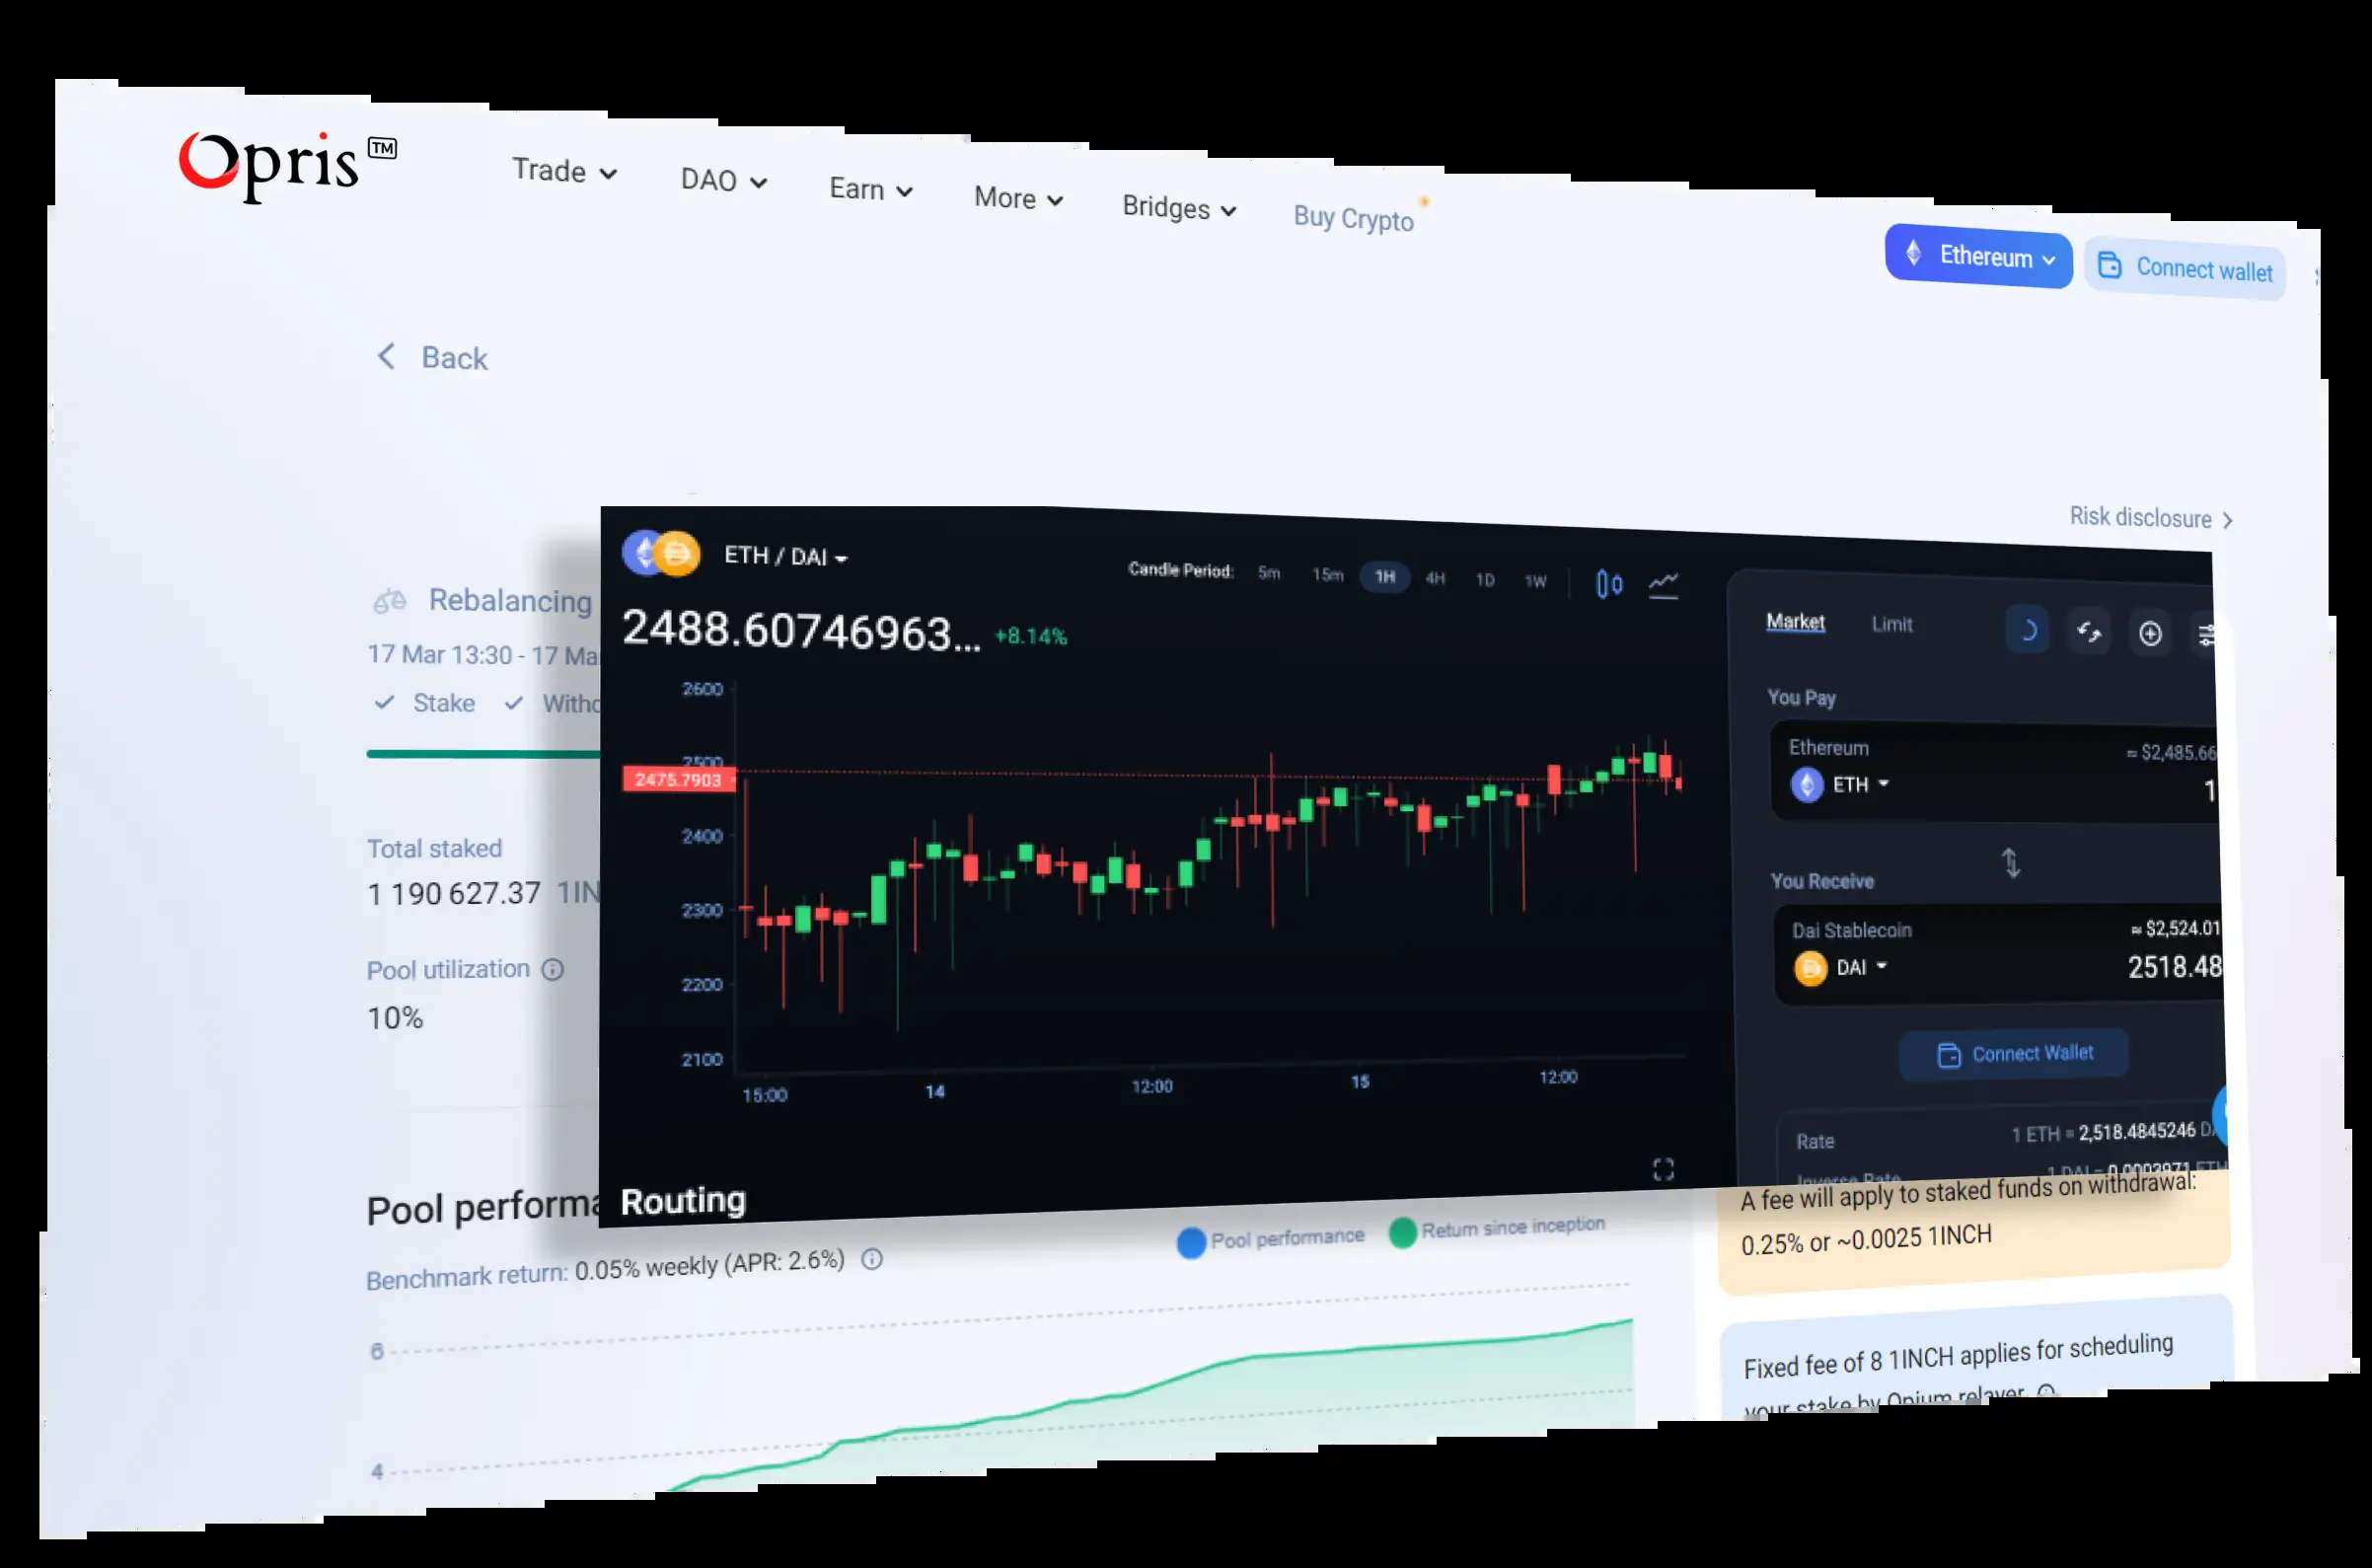 Opris TM
Trade DAO Earn More Bridges Buy Crypto
Ethereum Connect wallet
Back
Risk disclosure
Rebalancing
17 Mar 13:30 - 17 Ma
Stake Withd
Total staked
1 190 627.37 1IN
Pool utilization
10%
ETH / DAI
Candle Period: 5m 15m 1H 4H 1D 1W
2488.60746963... +8.14%
2600
2500
2475.7903
2400
2300
2200
2100
15:00 14 12:00 15 12:00
Routing
Market Limit
You Pay
Ethereum ≈ $2,485.66
ETH 1
You Receive
Dai Stablecoin ≈ $2,524.01
DAI 2518.48
Connect Wallet
Rate 1 ETH = 2,518.4845246 DA
Inverse Rate 1 DAI = 0.0003971 ETH
A fee will apply to staked funds on withdrawal:
0.25% or ~0.0025 1INCH
Fixed fee of 8 1INCH applies for scheduling
your stake by Opium relayer
Pool performa
Benchmark return: 0.05% weekly (APR: 2.6%)
Pool performance Return since inception
6
4